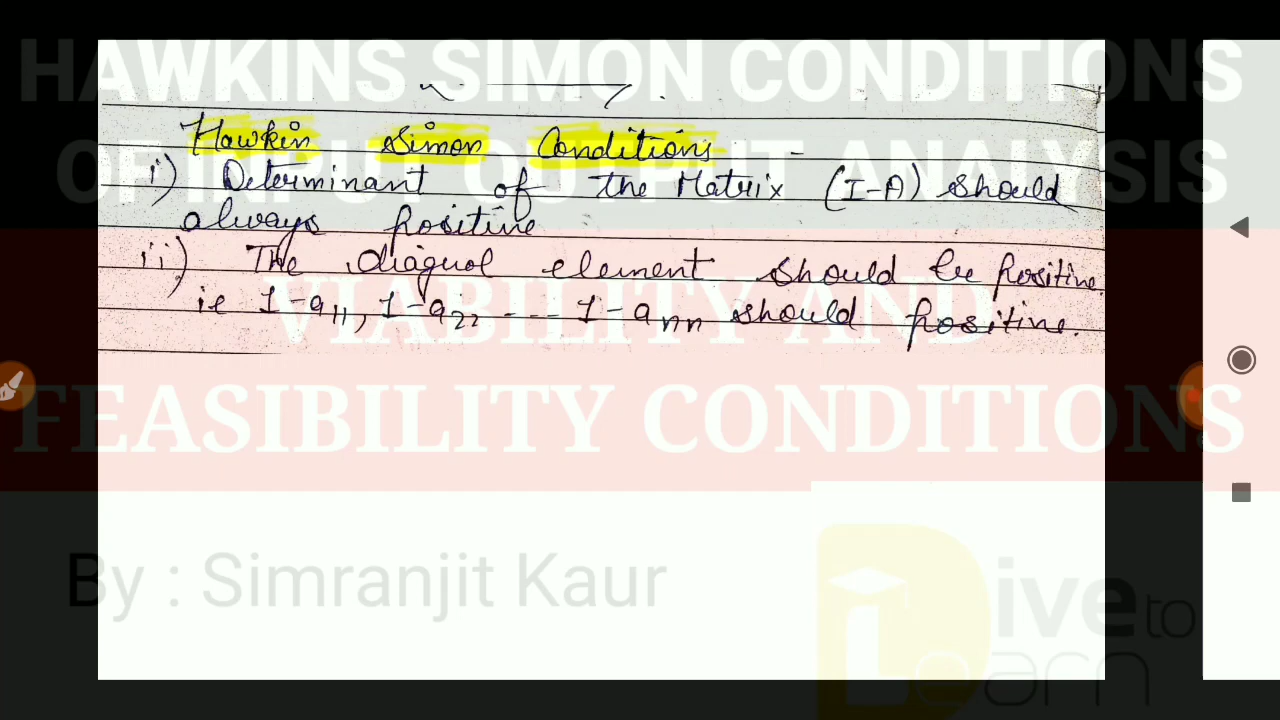 HAWKINS SIMON CONDITIONS
OF INPUT OUTPUT ANALYSIS
Hawkin Simon Conditions -
i) Determinant of the Matrix (I-A) should
always positive
ii) The diagnol element should be positive.
ie 1-a11, 1-a22 --- 1-ann should positive.
VIABILITY AND
FEASIBILITY CONDITIONS
By : Simranjit Kaur
Dive to
Learn